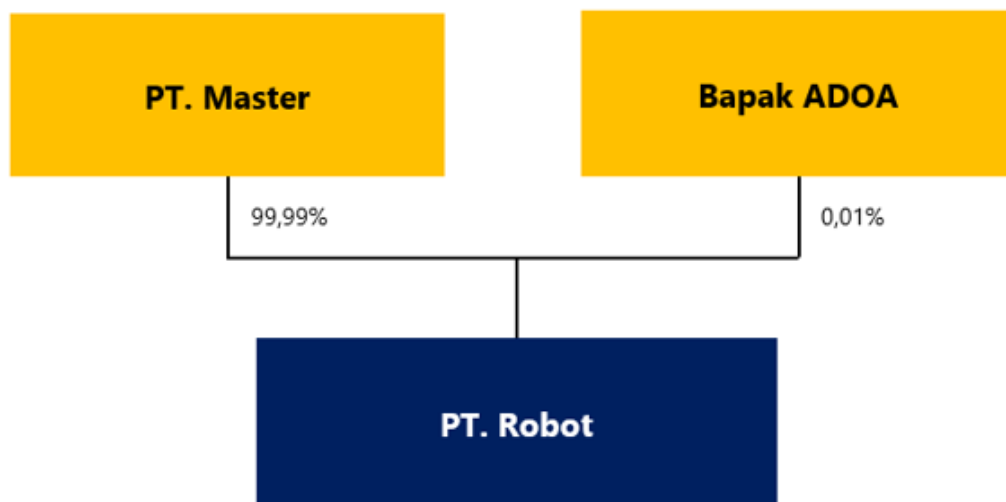 PT. Master
Bapak ADOA
99,99%
0,01%
PT. Robot